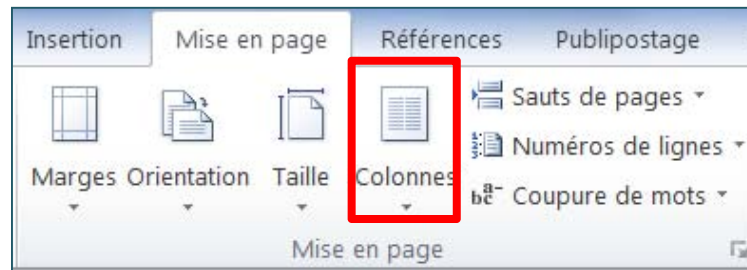 Insertion Mise en page Références Publipostage
Sauts de pages
Numéros de lignes
Marges Orientation Taille Colonnes
bc a- Coupure de mots
Mise en page